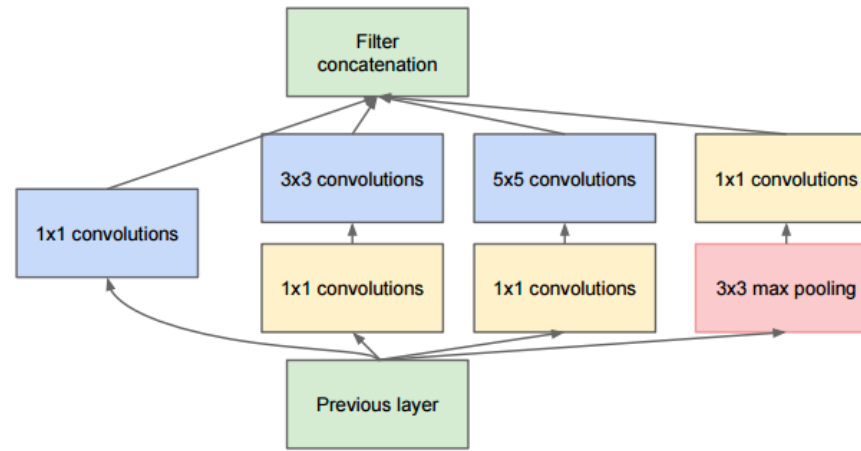 Filter
concatenation
3x3 convolutions
5x5 convolutions
1x1 convolutions
1x1 convolutions
1x1 convolutions
1x1 convolutions
3x3 max pooling
Previous layer